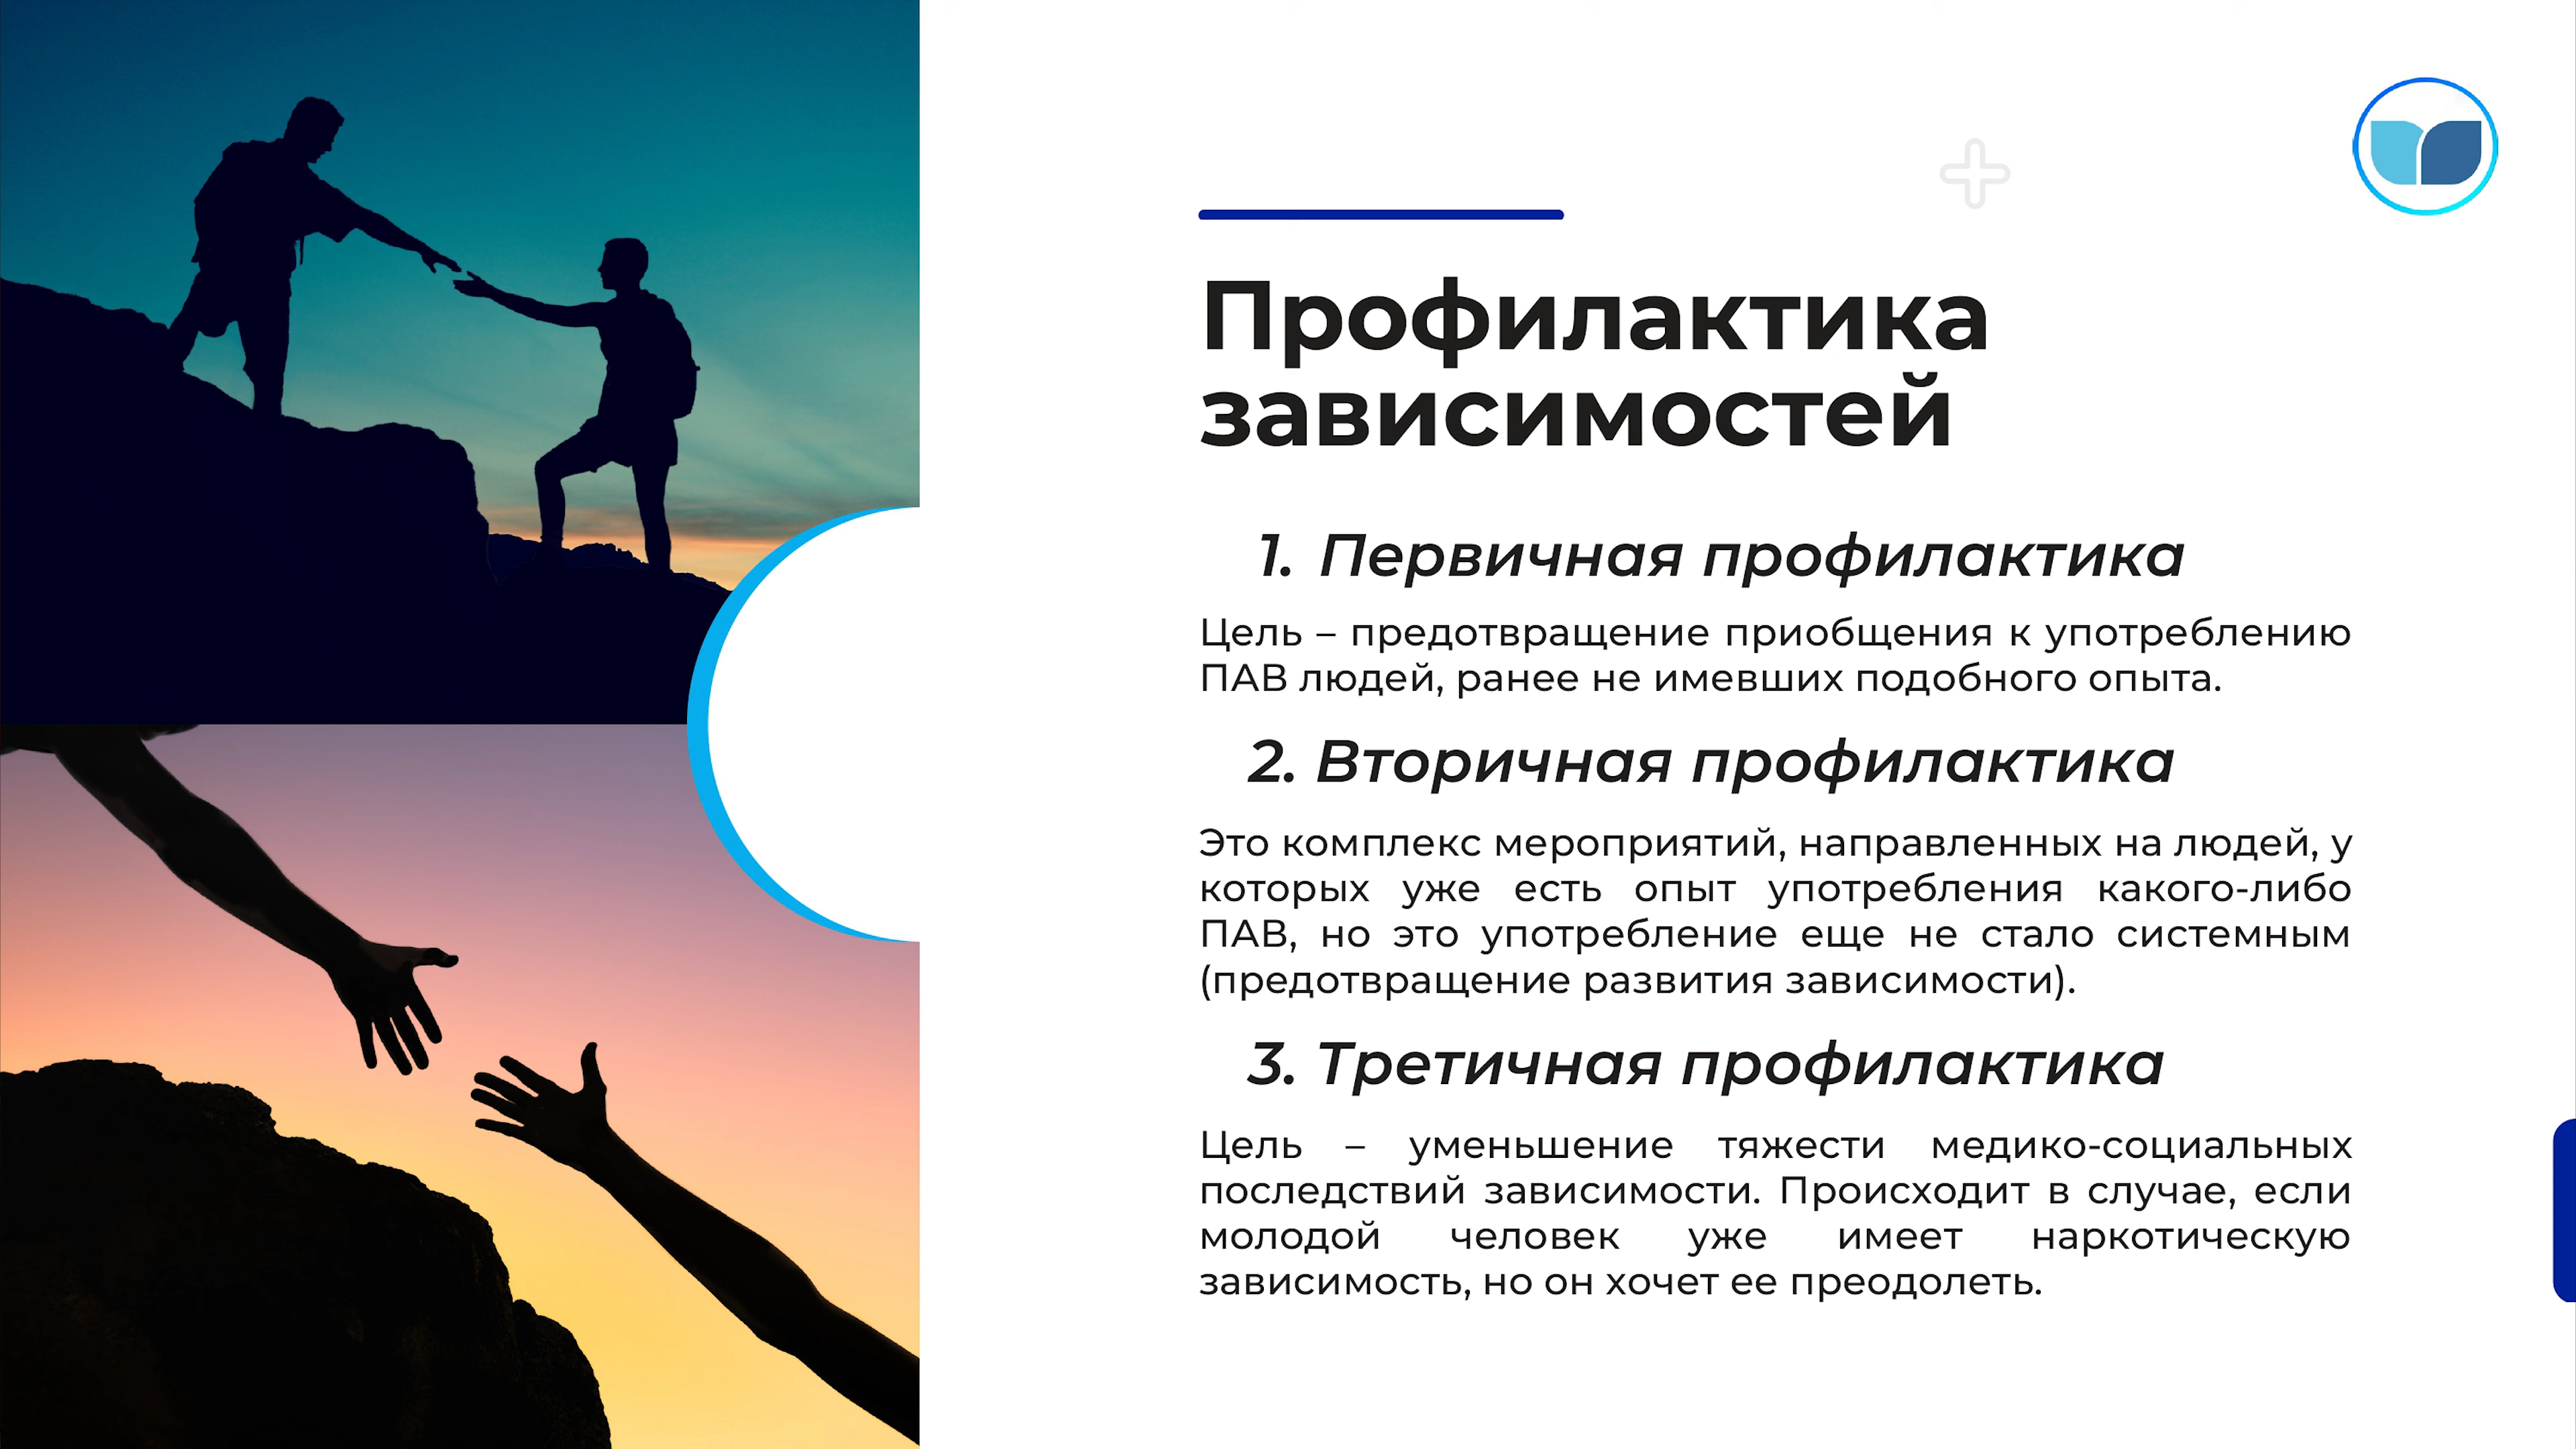 Профилактика
зависимостей
1. Первичная профилактика
Цель – предотвращение приобщения к употреблению
ПАВ людей, ранее не имевших подобного опыта.
2. Вторичная профилактика
Это комплекс мероприятий, направленных на людей, у
которых уже есть опыт употребления какого-либо
ПАВ, но это употребление еще не стало системным
(предотвращение развития зависимости).
3. Третичная профилактика
Цель – уменьшение тяжести медико-социальных
последствий зависимости. Происходит в случае, если
молодой человек уже имеет наркотическую
зависимость, но он хочет ее преодолеть.